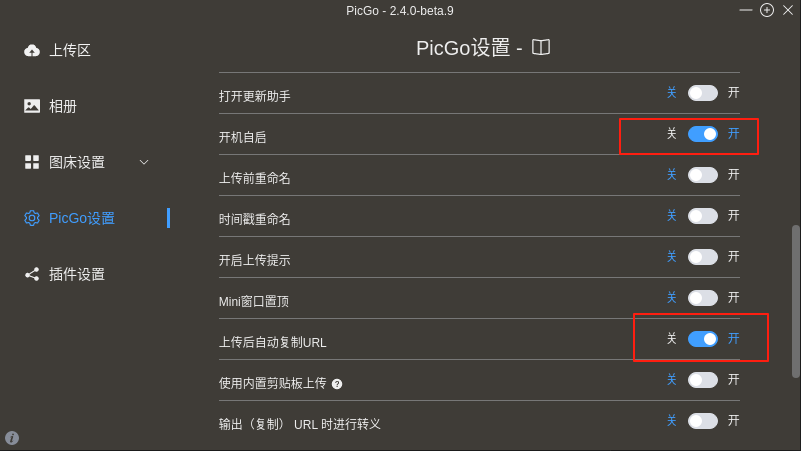 PicGo - 2.4.0-beta.9
上传区
相册
图床设置
PicGo设置
插件设置
PicGo设置 -
打开更新助手 关 开
开机自启 关 开
上传前重命名 关 开
时间戳重命名 关 开
开启上传提示 关 开
Mini窗口置顶 关 开
上传后自动复制URL 关 开
使用内置剪贴板上传 ? 关 开
输出（复制） URL 时进行转义 关 开
i